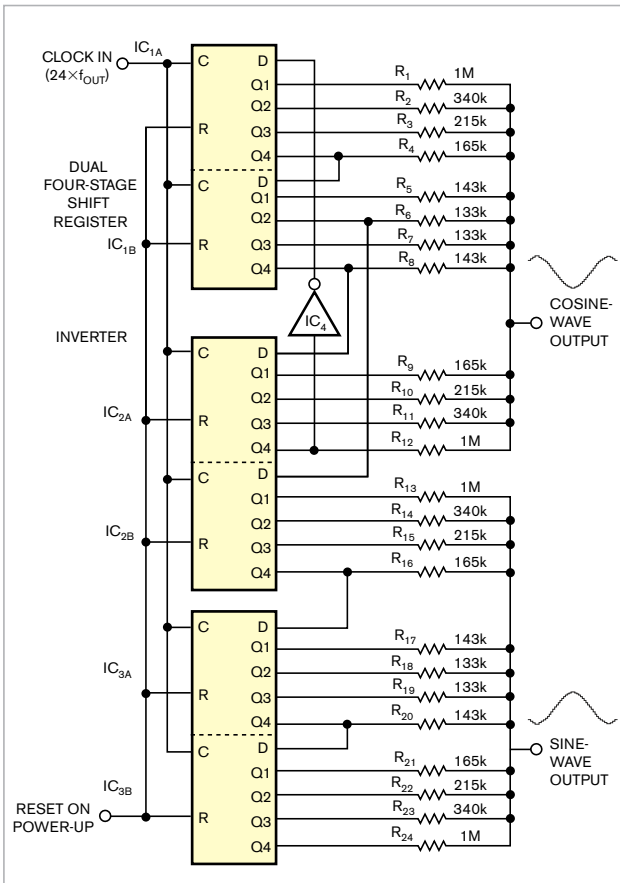 CLOCK IN
(24×fOUT)
IC1A
C
D
Q1
R1
1M
Q2
R2
340k
R
Q3
R3
215k
Q4
R4
165k
DUAL
FOUR-STAGE
SHIFT
REGISTER
C
D
Q1
R5
143k
Q2
R6
133k
IC1B
R
Q3
R7
133k
Q4
R8
143k
IC4
COSINE-
WAVE
OUTPUT
INVERTER
C
D
Q1
R9
165k
IC2A
R
Q2
R10
215k
Q3
R11
340k
Q4
R12
1M
C
D
Q1
R13
1M
Q2
R14
340k
IC2B
R
Q3
R15
215k
Q4
R16
165k
C
D
Q1
R17
143k
IC3A
R
Q2
R18
133k
Q3
R19
133k
Q4
R20
143k
C
D
SINE-
WAVE
OUTPUT
Q1
R21
165k
Q2
R22
215k
IC3B
RESET ON
POWER-UP
R
Q3
R23
340k
Q4
R24
1M